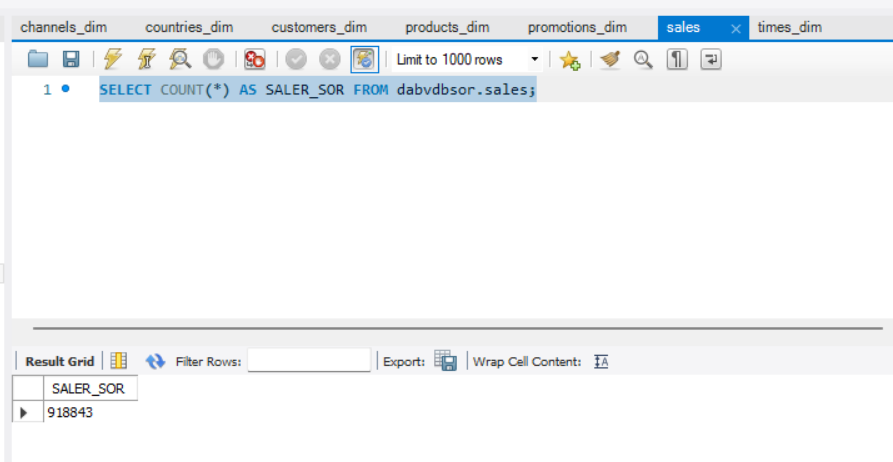 channels_dim countries_dim customers_dim products_dim promotions_dim sales times_dim
Limit to 1000 rows
1 SELECT COUNT(*) AS SALER_SOR FROM dabvdbsor.sales;
Result Grid Filter Rows: Export: Wrap Cell Content:
SALER_SOR
918843